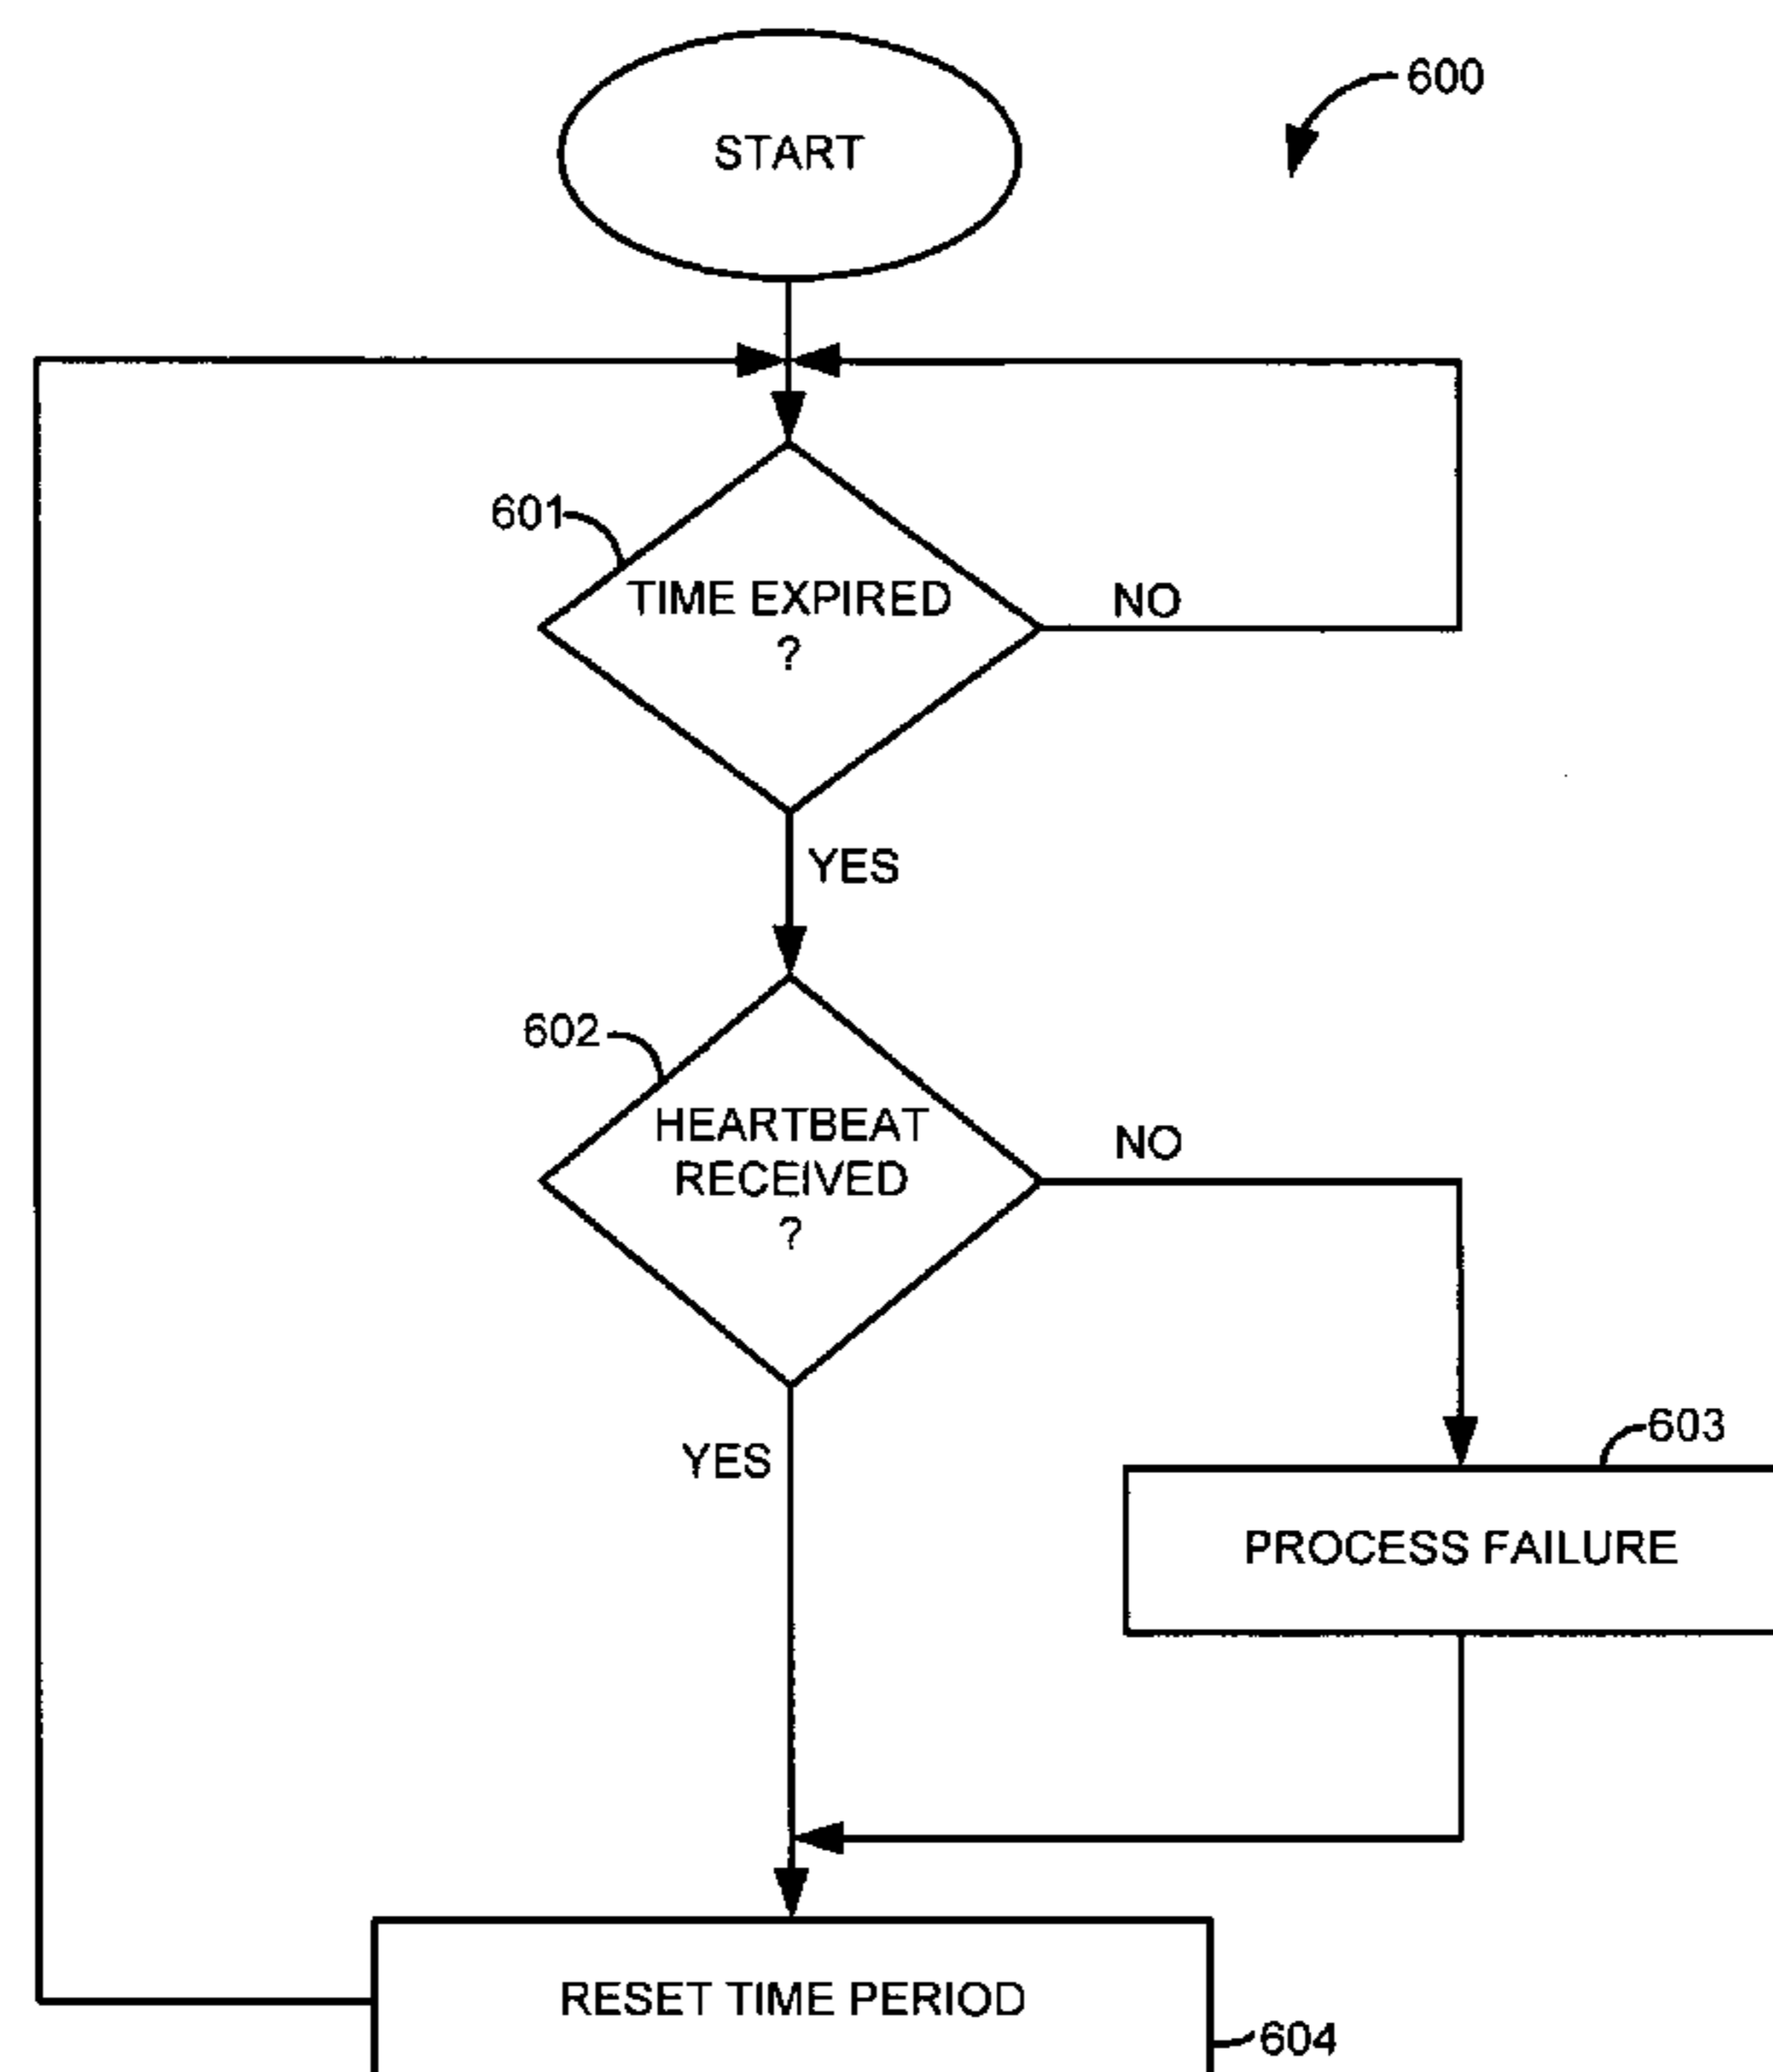 START
600
601
TIME EXPIRED
?
NO
YES
602
HEARTBEAT
RECEIVED
?
NO
YES
603
PROCESS FAILURE
RESET TIME PERIOD
604